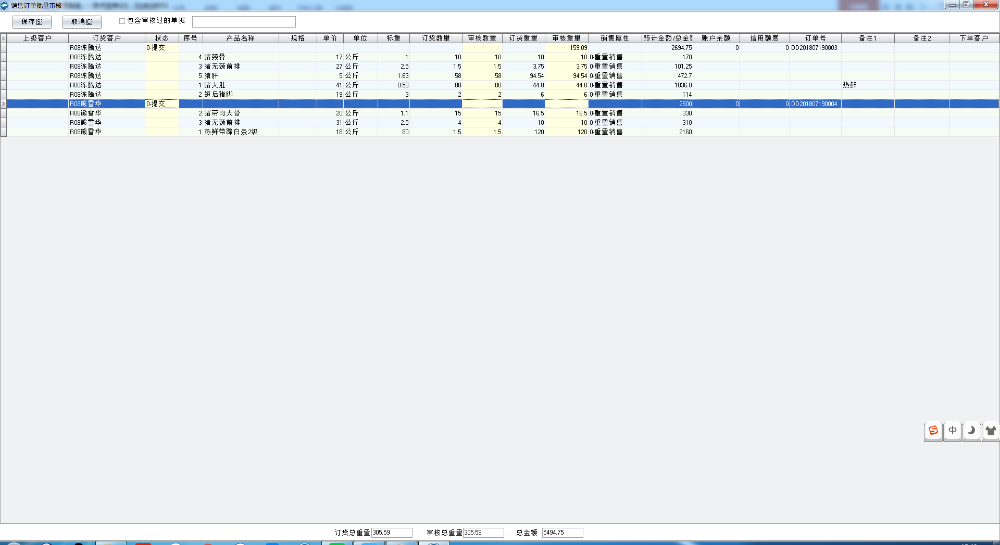 销售订单批量审核
保存(S) 取消(C) 包含审核过的单据
上级客户 订货客户 状态 序号 产品名称 规格 单价 单位 标重 订货数量 审核数量 订货重量 审核重量 销售属性 预计金额/总金 账户余额 信用额度 订单号 备注1 备注2 下单客户
R08陈腾达 0-提交 159.09 2694.75 0 0 DD201807190003
R08陈腾达 4 猪颈骨 17 公斤 1 10 10 10 10 0-重量销售 170
R08陈腾达 3 猪无颈前排 27 公斤 2.5 1.5 1.5 3.75 3.75 0-重量销售 101.25
R08陈腾达 5 猪肝 5 公斤 1.63 58 58 94.54 94.54 0-重量销售 472.7
R08陈腾达 1 猪大肚 41 公斤 0.56 80 80 44.8 44.8 0-重量销售 1836.8 热鲜
R08陈腾达 2 短后猪脚 19 公斤 3 2 2 6 6 0-重量销售 114
R08熊雪华 0-提交 2800 0 0 DD201807190004
R08熊雪华 2 猪带肉大骨 20 公斤 1.1 15 15 16.5 16.5 0-重量销售 330
R08熊雪华 3 猪无颈前排 31 公斤 2.5 4 4 10 10 0-重量销售 310
R08熊雪华 1 热鲜带蹄白条2级 18 公斤 80 1.5 1.5 120 120 0-重量销售 2160
中
订货总重量 305.59 审核总重量 305.59 总金额 5494.75